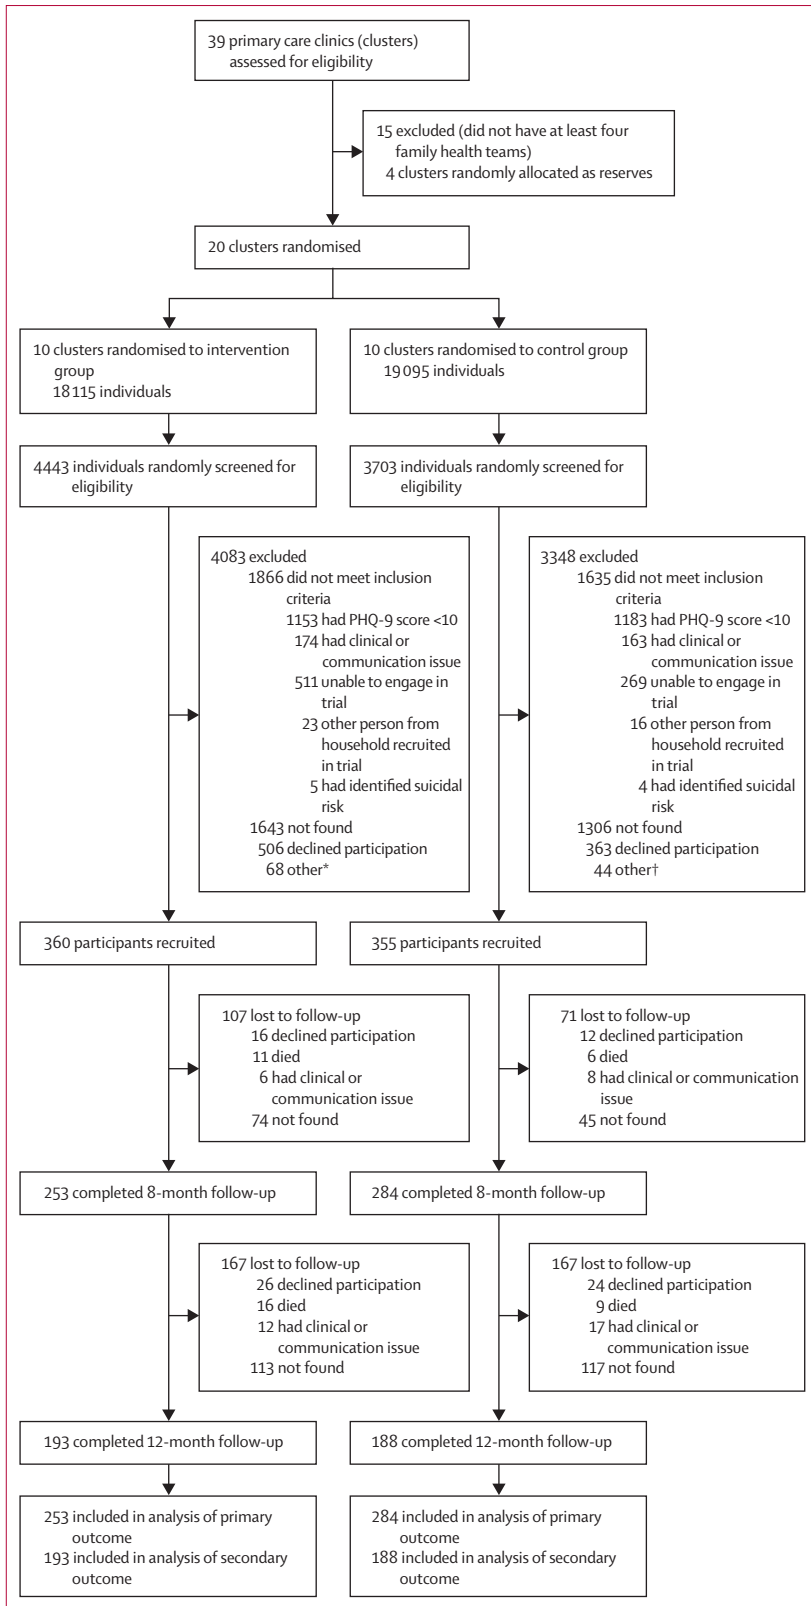 39 primary care clinics (clusters)
assessed for eligibility
15 excluded (did not have at least four
family health teams)
4 clusters randomly allocated as reserves
20 clusters randomised
10 clusters randomised to intervention
group
18 115 individuals
10 clusters randomised to control group
19 095 individuals
4443 individuals randomly screened for
eligibility
3703 individuals randomly screened for
eligibility
4083 excluded
1866 did not meet inclusion
criteria
1153 had PHQ-9 score <10
174 had clinical or
communication issue
511 unable to engage in
trial
23 other person from
household recruited
in trial
5 had identified suicidal
risk
1643 not found
506 declined participation
68 other*
3348 excluded
1635 did not meet inclusion
criteria
1183 had PHQ-9 score <10
163 had clinical or
communication issue
269 unable to engage in
trial
16 other person from
household recruited
in trial
4 had identified suicidal
risk
1306 not found
363 declined participation
44 other†
360 participants recruited
355 participants recruited
107 lost to follow-up
16 declined participation
11 died
6 had clinical or
communication issue
74 not found
71 lost to follow-up
12 declined participation
6 died
8 had clinical or communication
issue
45 not found
253 completed 8-month follow-up
284 completed 8-month follow-up
167 lost to follow-up
26 declined participation
16 died
12 had clinical or
communication issue
113 not found
167 lost to follow-up
24 declined participation
9 died
17 had clinical or
communication issue
117 not found
193 completed 12-month follow-up
188 completed 12-month follow-up
253 included in analysis of primary
outcome
193 included in analysis of secondary
outcome
284 included in analysis of primary
outcome
188 included in analysis of secondary
outcome